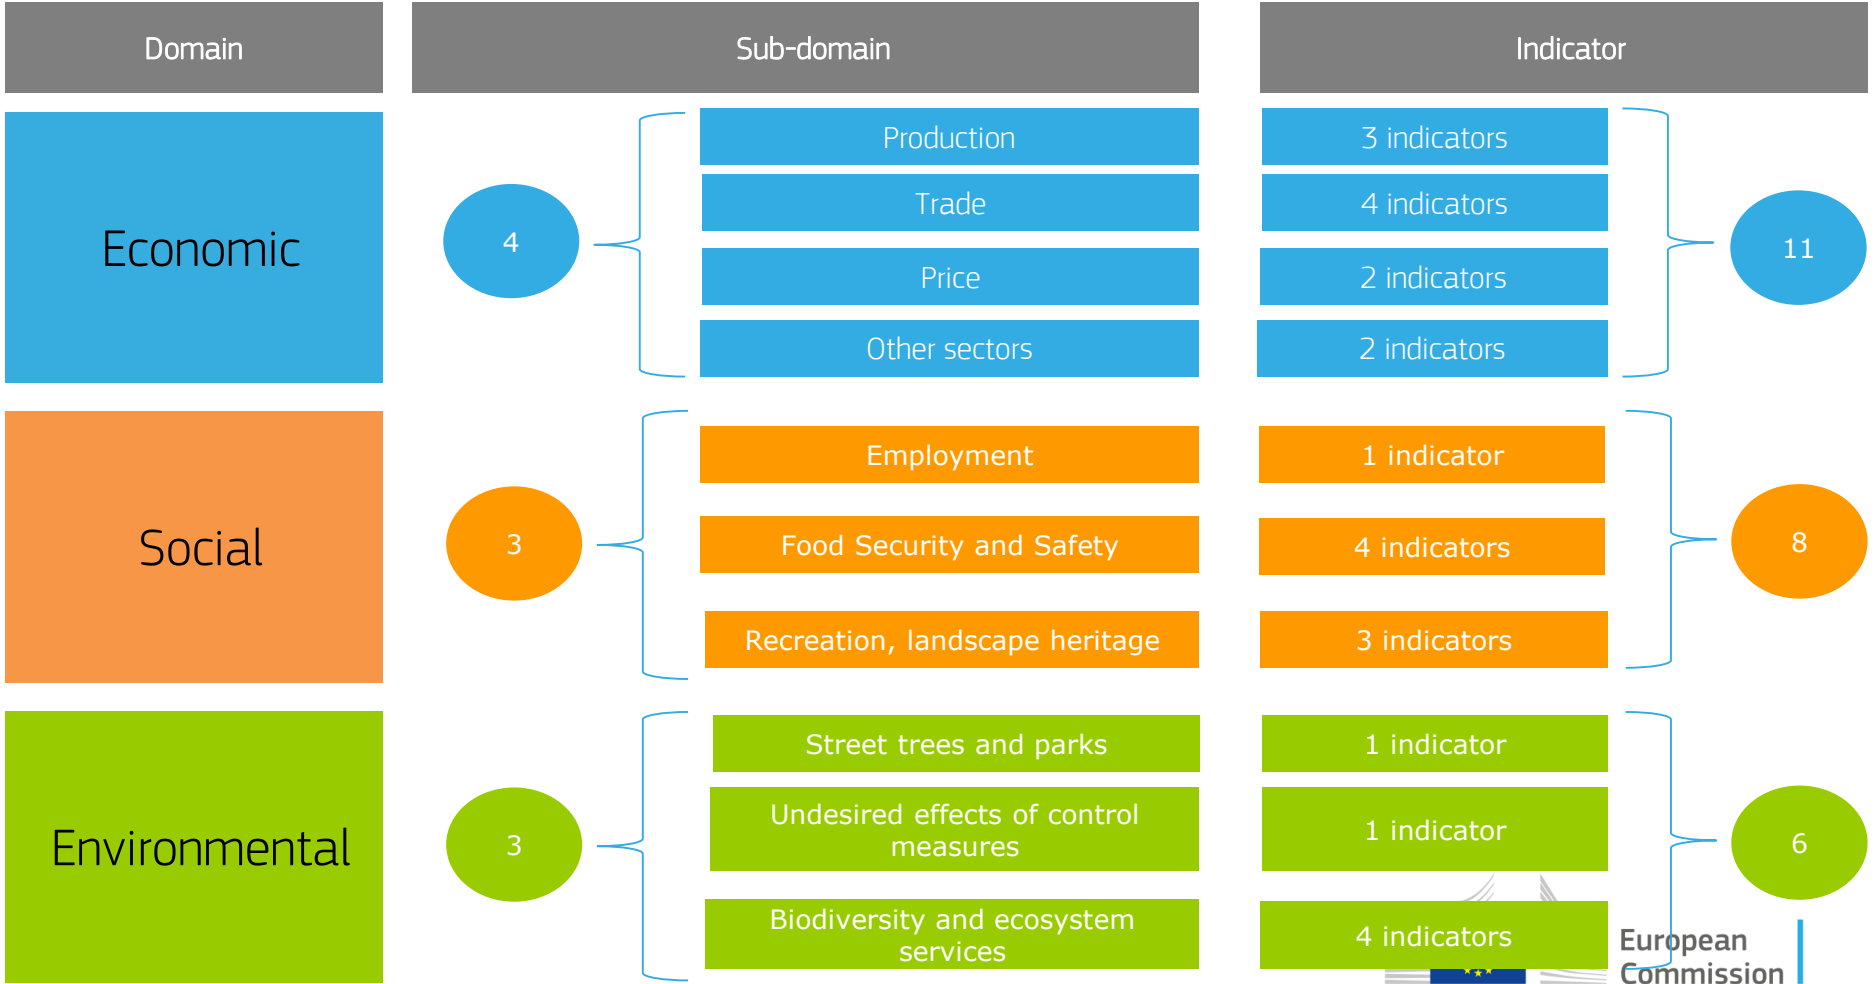 Domain
Sub-domain
Indicator
Economic
4
Production
3 indicators
11
Trade
4 indicators
Price
2 indicators
Other sectors
2 indicators
Social
3
Employment
1 indicator
8
Food Security and Safety
4 indicators
Recreation, landscape heritage
3 indicators
Environmental
3
Street trees and parks
1 indicator
6
Undesired effects of control
measures
1 indicator
Biodiversity and ecosystem
services
4 indicators
European
Commission